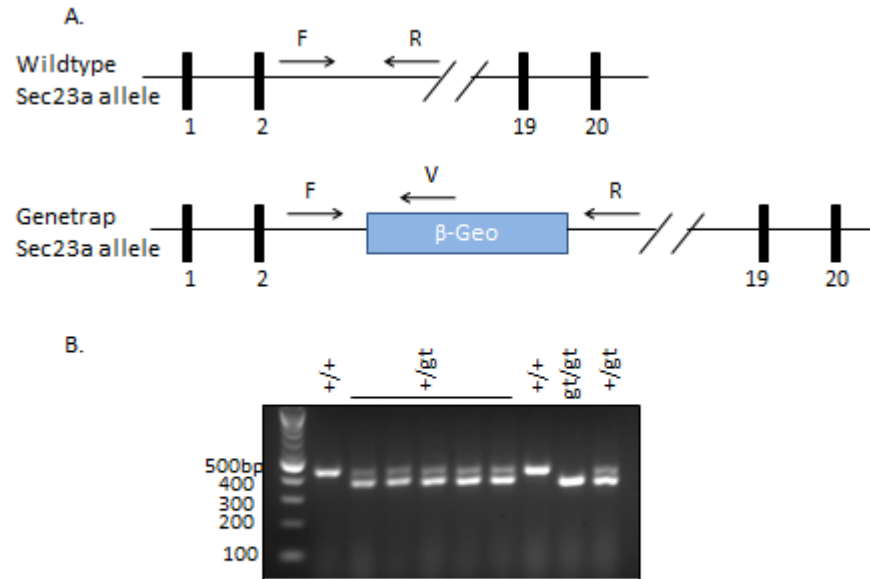 A.
F R
Wildtype
Sec23a allele
1 2 19 20
V
F R
Genetrap
Sec23a allele
β-Geo
1 2 19 20
B.
+/+ +/gt +/+ gt/gt +/gt
500bp
400
300
200
100